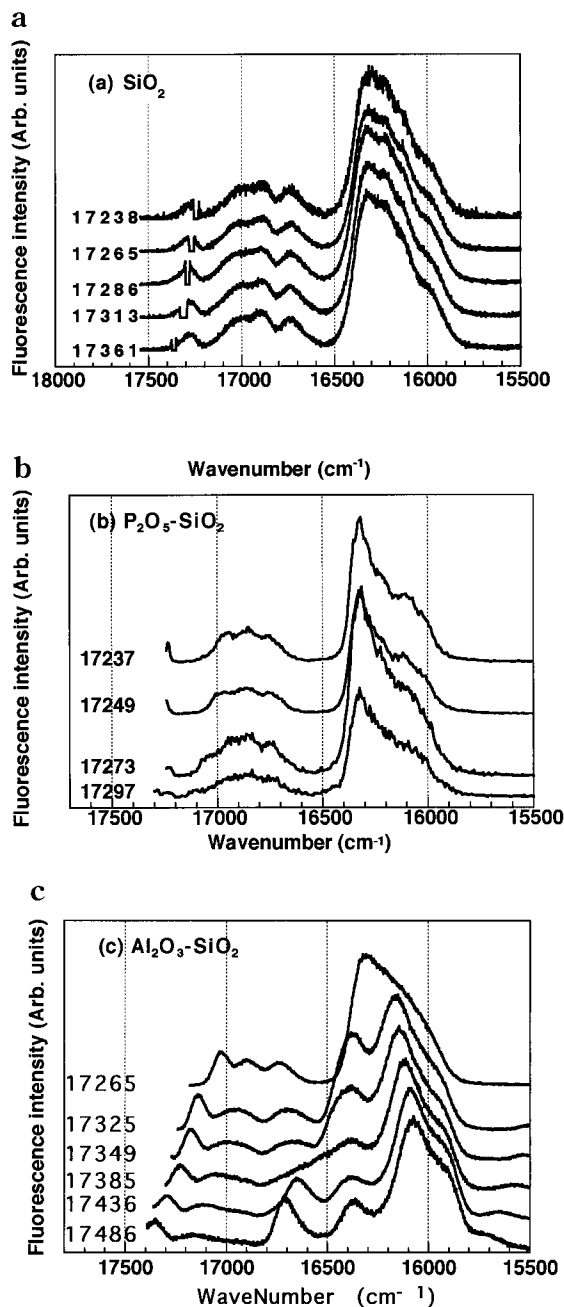 a
Fluorescence intensity (Arb. units)
(a) SiO₂
17238
17265
17286
17313
17361
18000 17500 17000 16500 16000 15500
Wavenumber (cm⁻¹)
b
Fluorescence intensity (Arb. units)
(b) P₂O₅-SiO₂
17237
17249
17273
17297
17500 17000 16500 16000 15500
Wavenumber (cm⁻¹)
c
Fluorescence intensity (Arb. units)
(c) Al₂O₃-SiO₂
17265
17325
17349
17385
17436
17486
17500 17000 16500 16000 15500
WaveNumber (cm⁻ ¹)